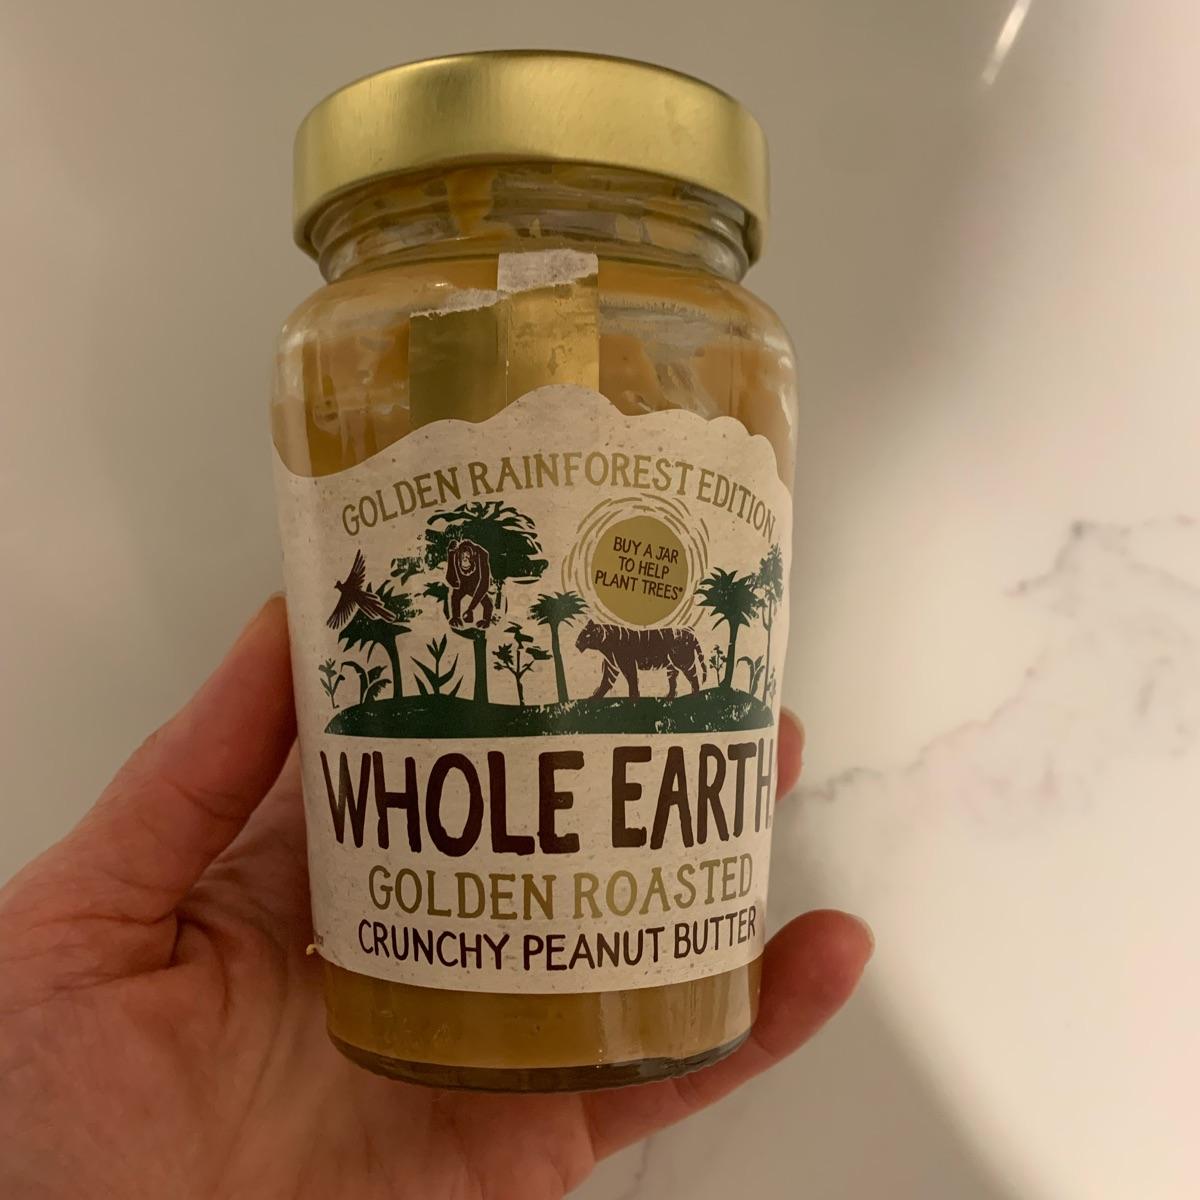 GOLDEN RAINFOREST EDITION
BUY A JAR
TO HELP
PLANT TREES*
WHOLE EARTH
GOLDEN ROASTED
CRUNCHY PEANUT BUTTER